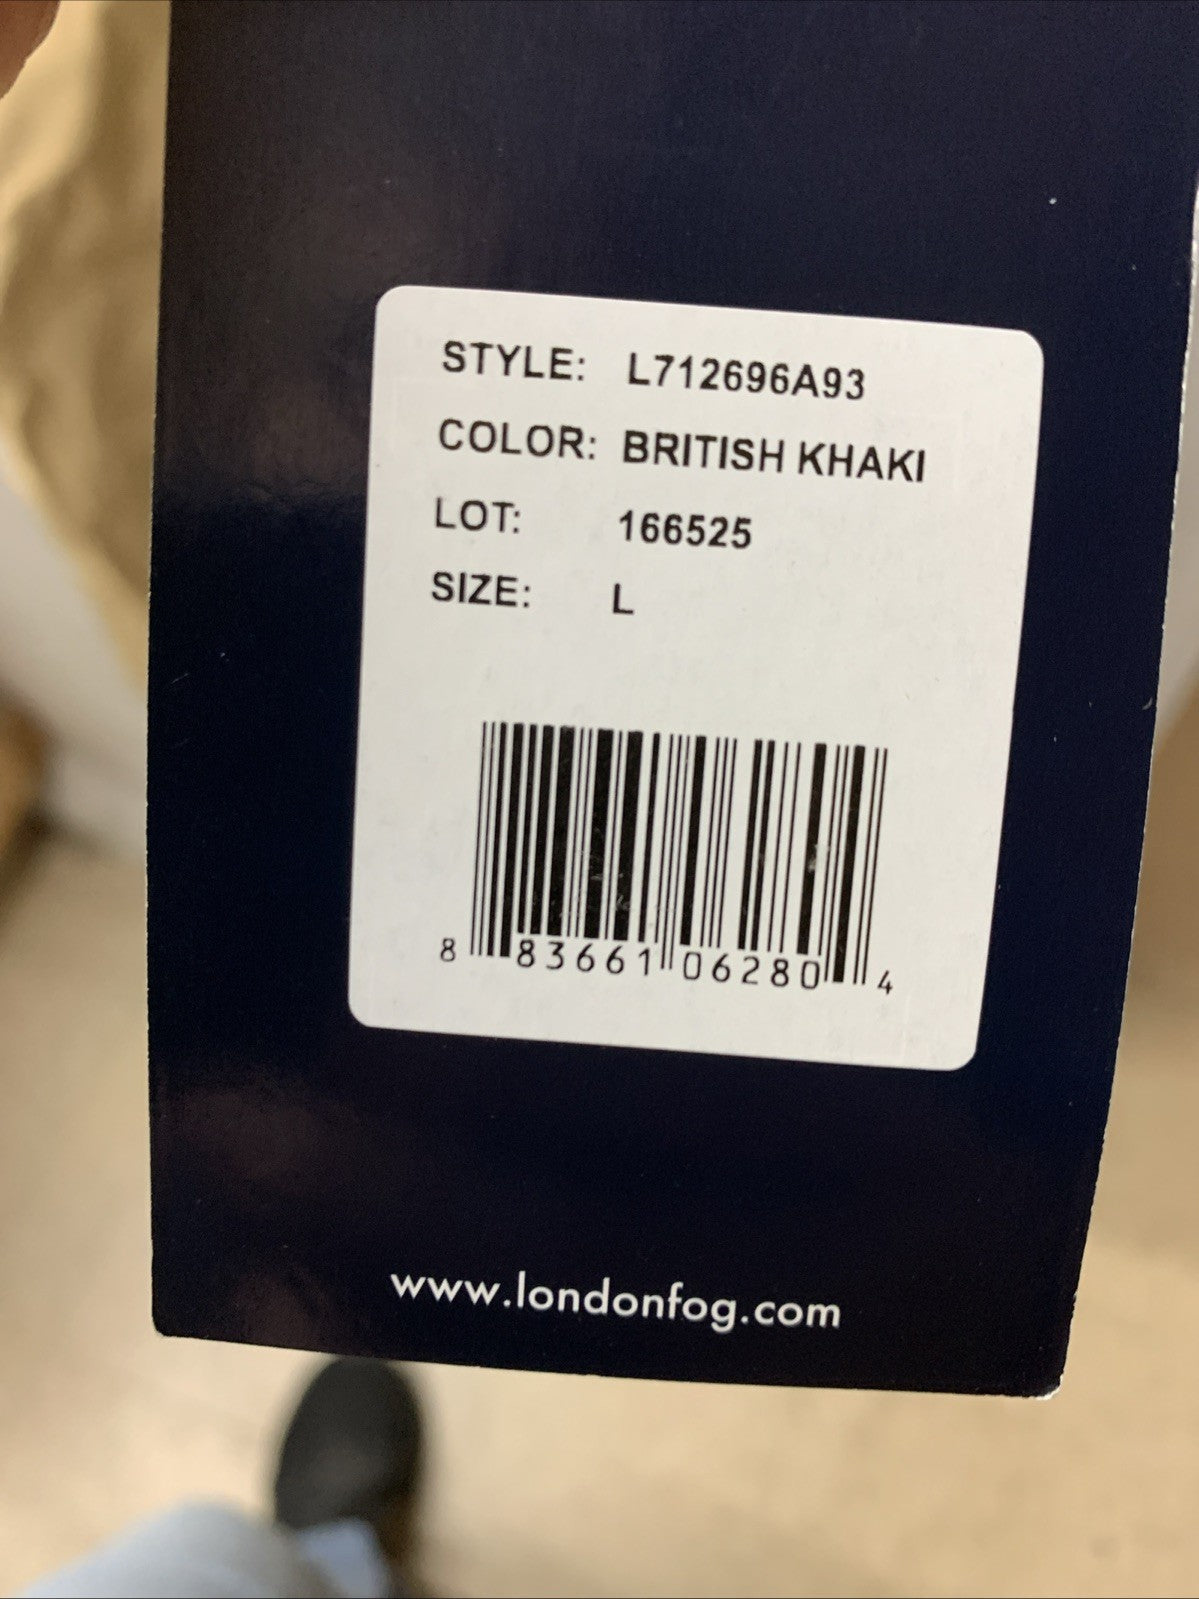 STYLE: L712696A93
COLOR: BRITISH KHAKI
LOT: 166525
SIZE: L
8 83661 06280 4
www.londonfog.com